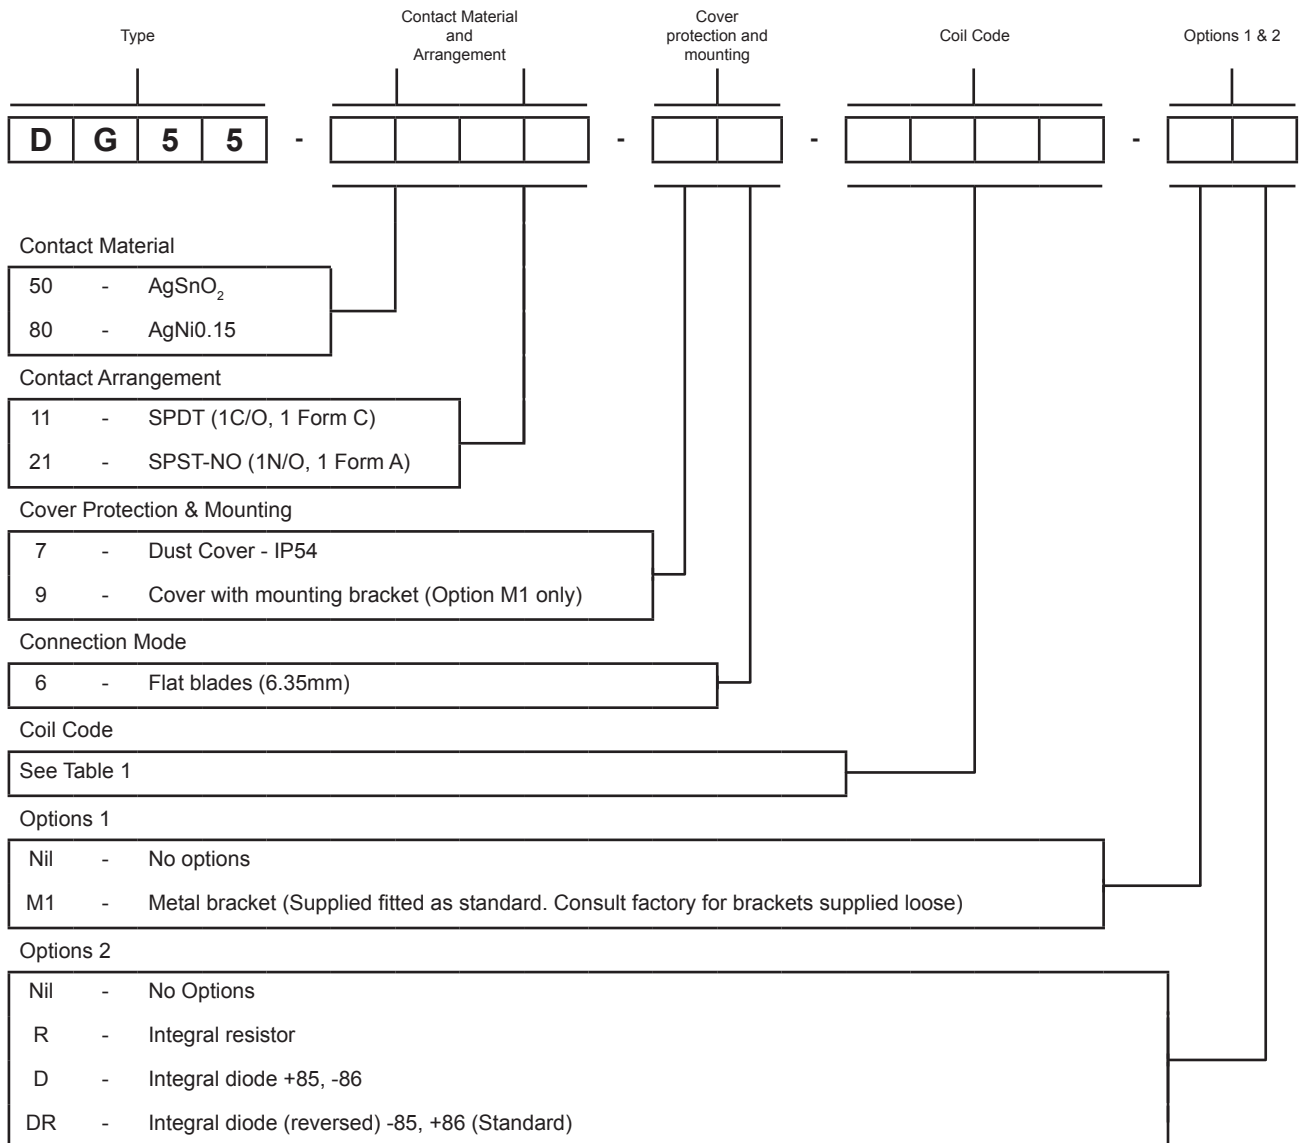 Type
Contact Material
and
Arrangement
Cover
protection and
mounting
Coil Code
Options 1 & 2
D G 5 5 - - - -
Contact Material
50 - AgSnO₂
80 - AgNi0.15
Contact Arrangement
11 - SPDT (1C/O, 1 Form C)
21 - SPST-NO (1N/O, 1 Form A)
Cover Protection & Mounting
7 - Dust Cover - IP54
9 - Cover with mounting bracket (Option M1 only)
Connection Mode
6 - Flat blades (6.35mm)
Coil Code
See Table 1
Options 1
Nil - No options
M1 - Metal bracket (Supplied fitted as standard. Consult factory for brackets supplied loose)
Options 2
Nil - No Options
R - Integral resistor
D - Integral diode +85, -86
DR - Integral diode (reversed) -85, +86 (Standard)